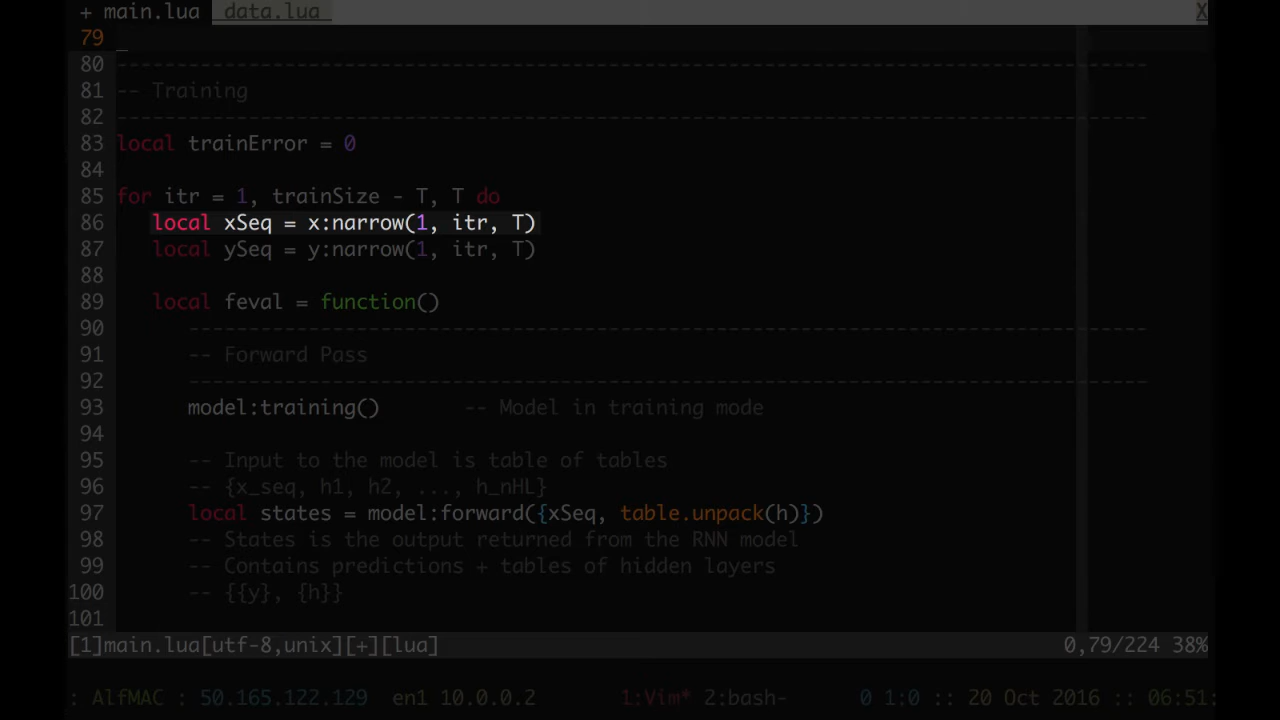 + main.lua  data.lua  X
79
80 --------------------------------------------------------------------------------------
81 -- Training
82 --------------------------------------------------------------------------------------
83 local trainError = 0
84
85 for itr = 1, trainSize - T, T do
86    local xSeq = x:narrow(1, itr, T)
87    local ySeq = y:narrow(1, itr, T)
88
89    local feval = function()
90       --------------------------------------------------------------------------------
91       -- Forward Pass
92       --------------------------------------------------------------------------------
93       model:training()       -- Model in training mode
94
95       -- Input to the model is table of tables
96       -- {x_seq, h1, h2, ..., h_nHL}
97       local states = model:forward({xSeq, table.unpack(h)})
98       -- States is the output returned from the RNN model
99       -- Contains predictions + tables of hidden layers
100       -- {{y}, {h}}
101
[1]main.lua[utf-8,unix][+][lua] 0,79/224 38%
: AlfMAC : 50.165.122.129  en1 10.0.0.2 1:Vim* 2:bash- 0 1:0 :: 20 Oct 2016 :: 06:51: